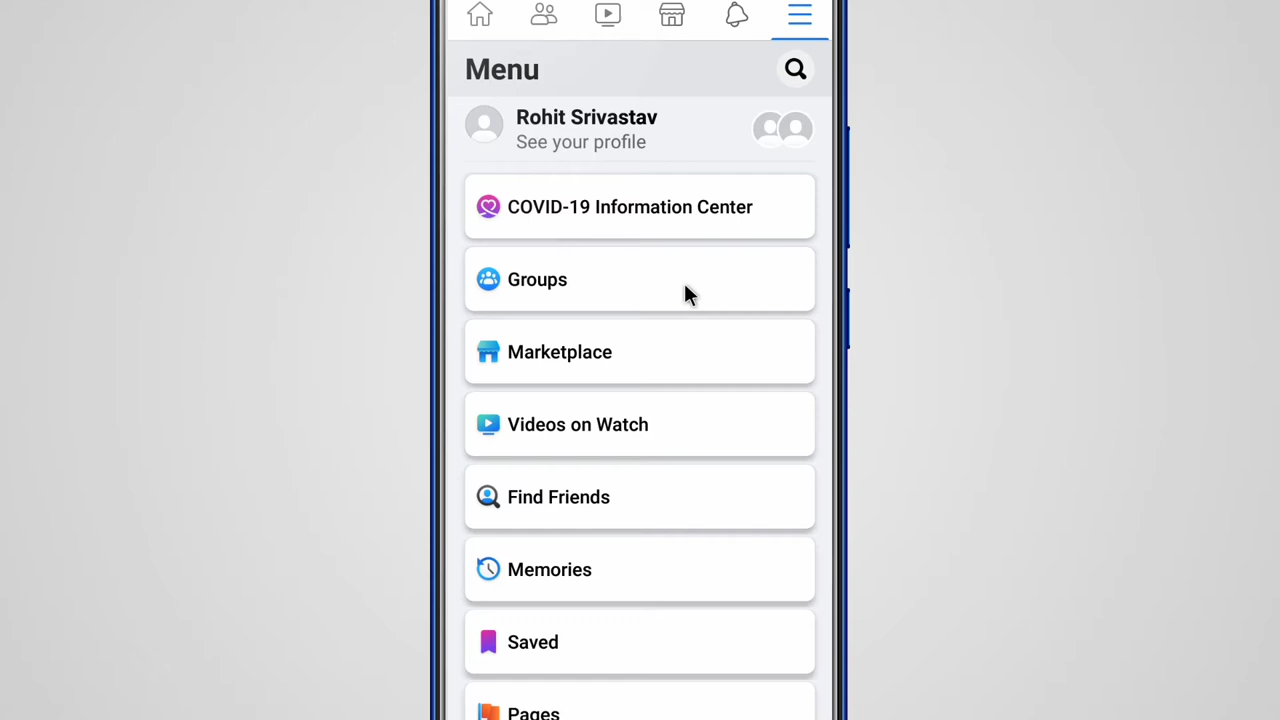 Menu
Rohit Srivastav
See your profile
COVID-19 Information Center
Groups
Marketplace
Videos on Watch
Find Friends
Memories
Saved
Pages